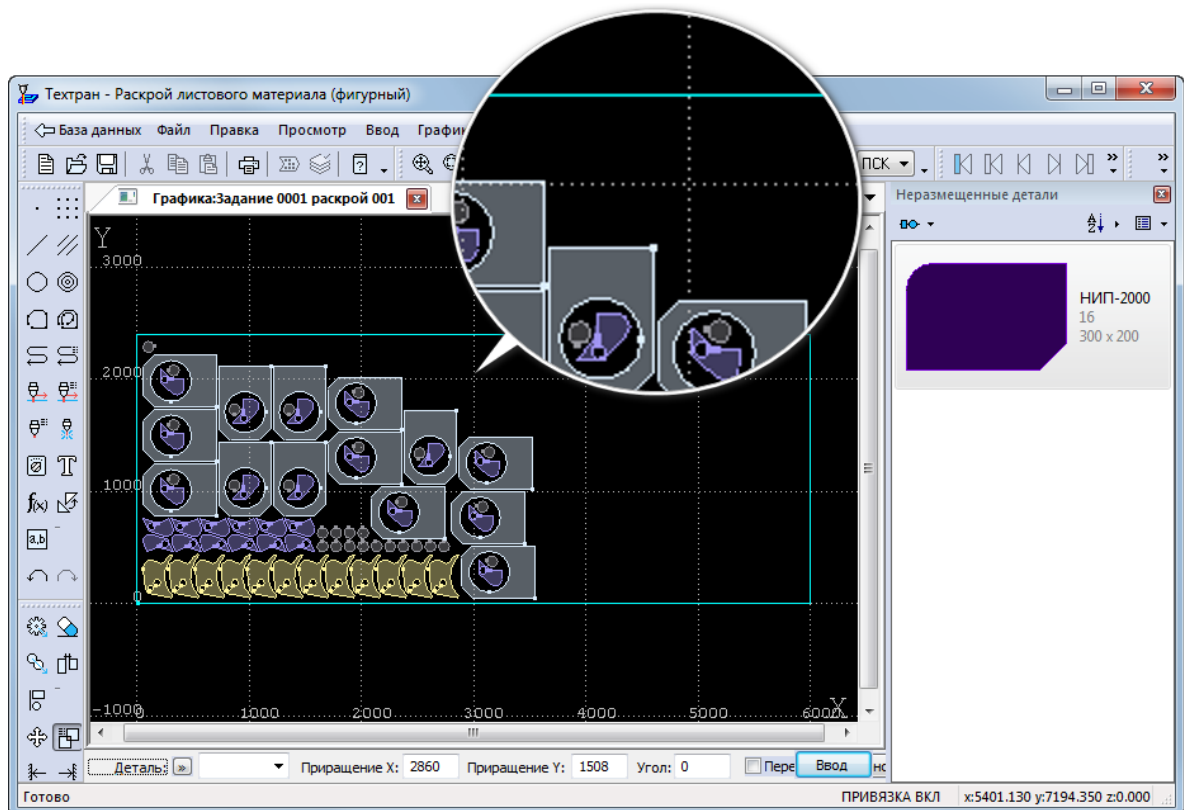 Техтран - Раскрой листового материала (фигурный)
База данных Файл Правка Просмотр Ввод Графи
ПСК
Графика:Задание 0001 раскрой 001
Неразмещенные детали
Y
3000
2000
1000
0
-1000
0 1000 2000 3000 4000 5000 6000
X
НИП-2000
16
300 x 200
T
f(x)
a,b
Деталь: Приращение X: 2860 Приращение Y: 1508 Угол: 0 Пере Ввод но
Готово ПРИВЯЗКА ВКЛ x:5401.130 y:7194.350 z:0.000